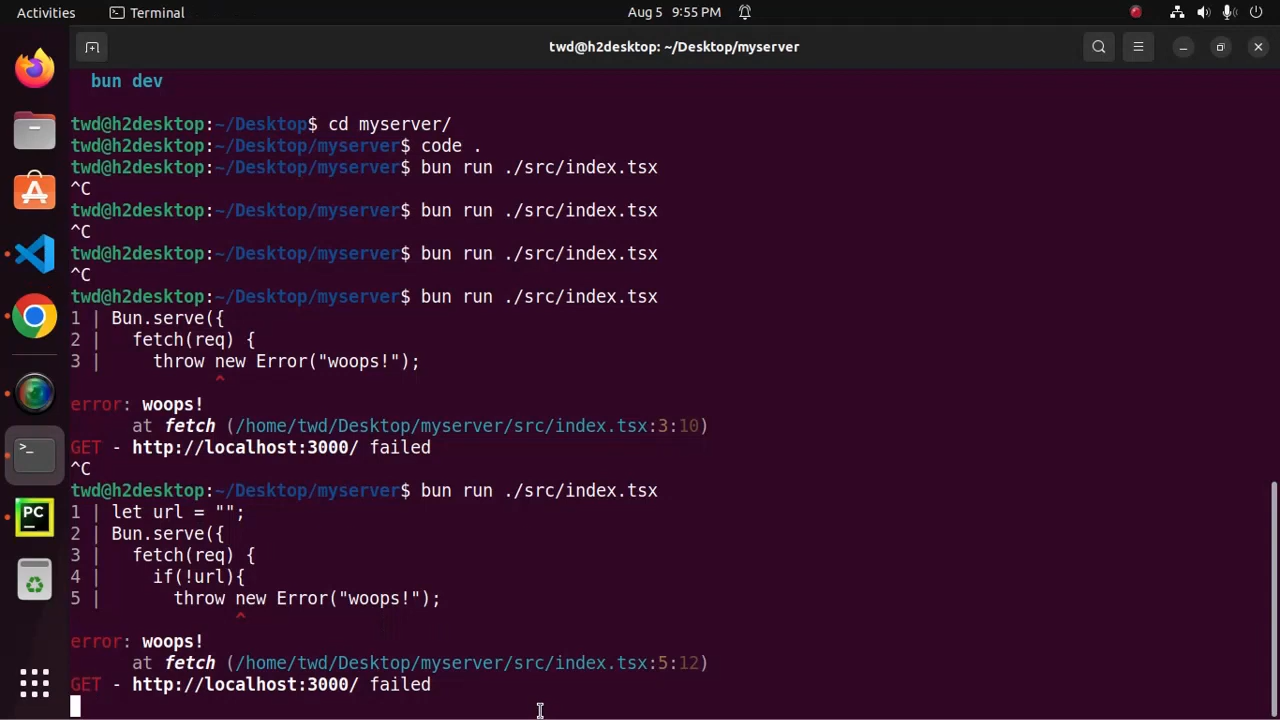 Activities
Terminal
Aug 5 9:55 PM
twd@h2desktop: ~/Desktop/myserver
bun dev
twd@h2desktop:~/Desktop$ cd myserver/
twd@h2desktop:~/Desktop/myserver$ code .
twd@h2desktop:~/Desktop/myserver$ bun run ./src/index.tsx
^C
twd@h2desktop:~/Desktop/myserver$ bun run ./src/index.tsx
^C
twd@h2desktop:~/Desktop/myserver$ bun run ./src/index.tsx
^C
twd@h2desktop:~/Desktop/myserver$ bun run ./src/index.tsx
1 | Bun.serve({
2 |   fetch(req) {
3 |     throw new Error("woops!");
^
error: woops!
      at fetch (/home/twd/Desktop/myserver/src/index.tsx:3:10)
GET - http://localhost:3000/ failed
^C
twd@h2desktop:~/Desktop/myserver$ bun run ./src/index.tsx
1 | let url = "";
2 | Bun.serve({
3 |   fetch(req) {
4 |     if(!url){
5 |       throw new Error("woops!");
^
error: woops!
      at fetch (/home/twd/Desktop/myserver/src/index.tsx:5:12)
GET - http://localhost:3000/ failed
PC